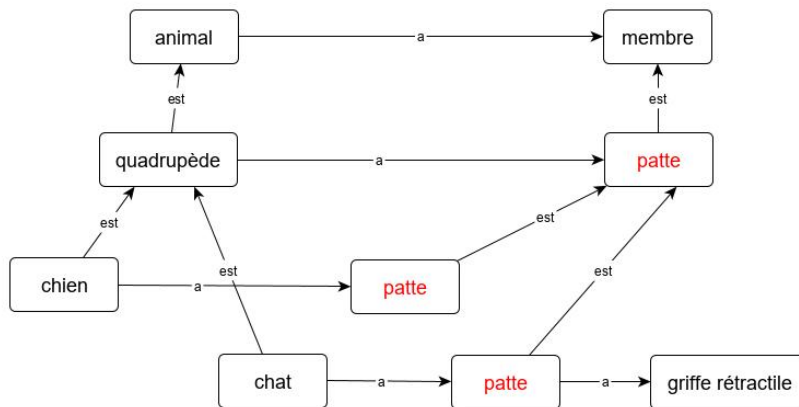 animal
a
membre
est
est
quadrupède
a
patte
est
est
est
est
chien
a
patte
chat
a
patte
a
griffe rétractile